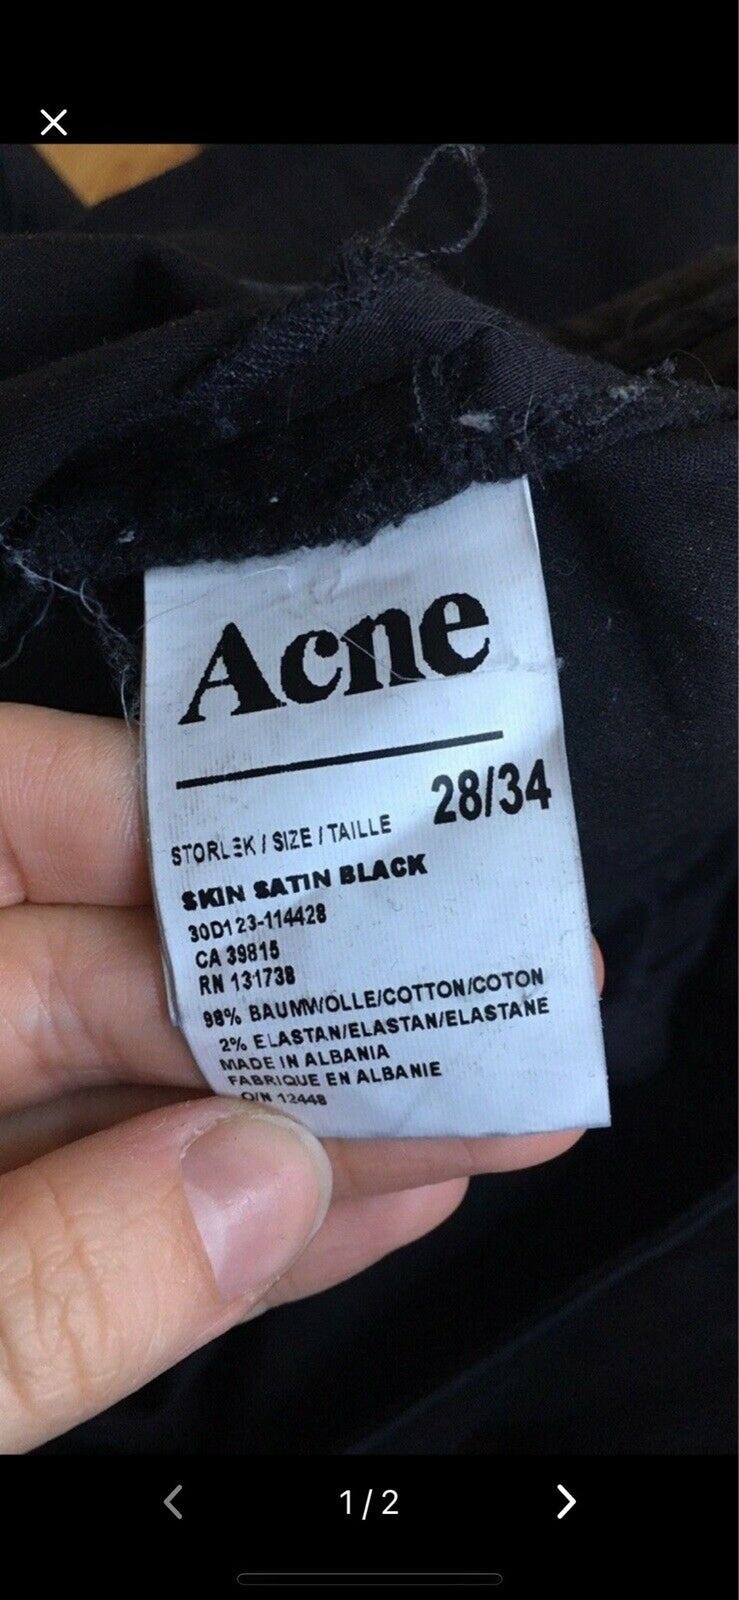 Acne
28/34
STORLEK / SIZE / TAILLE
SKIN SATIN BLACK
30D123-114428
CA 39815
RN 131738
98% BAUMWOLLE/COTTON/COTON
2% ELASTAN/ELASTAN/ELASTANE
MADE IN ALBANIA
FABRIQUE EN ALBANIE
O/N 12448
1 / 2